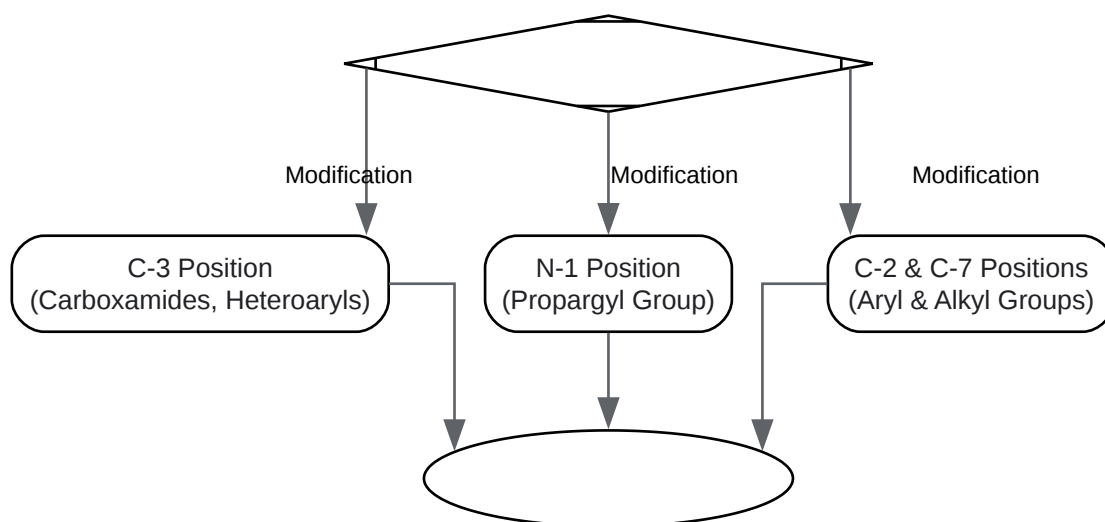 Modification
Modification
Modification
C-3 Position
(Carboxamides, Heteroaryls)
N-1 Position
(Propargyl Group)
C-2 & C-7 Positions
(Aryl & Alkyl Groups)